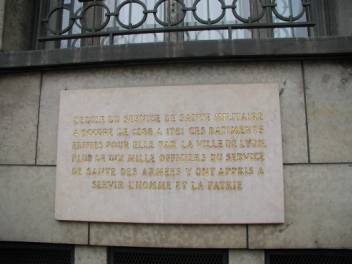 L'ECOLE DU SERVICE DE SANTE MILITAIRE
A OCCUPE DE 1895 A 1981 CES BATIMENTS
EDIFIES POUR ELLE PAR LA VILLE DE LYON.
PLUS DE DIX MILLE OFFICIERS DU SERVICE
DE SANTE DES ARMEES Y ONT APPRIS A
SERVIR L'HOMME ET LA PATRIE